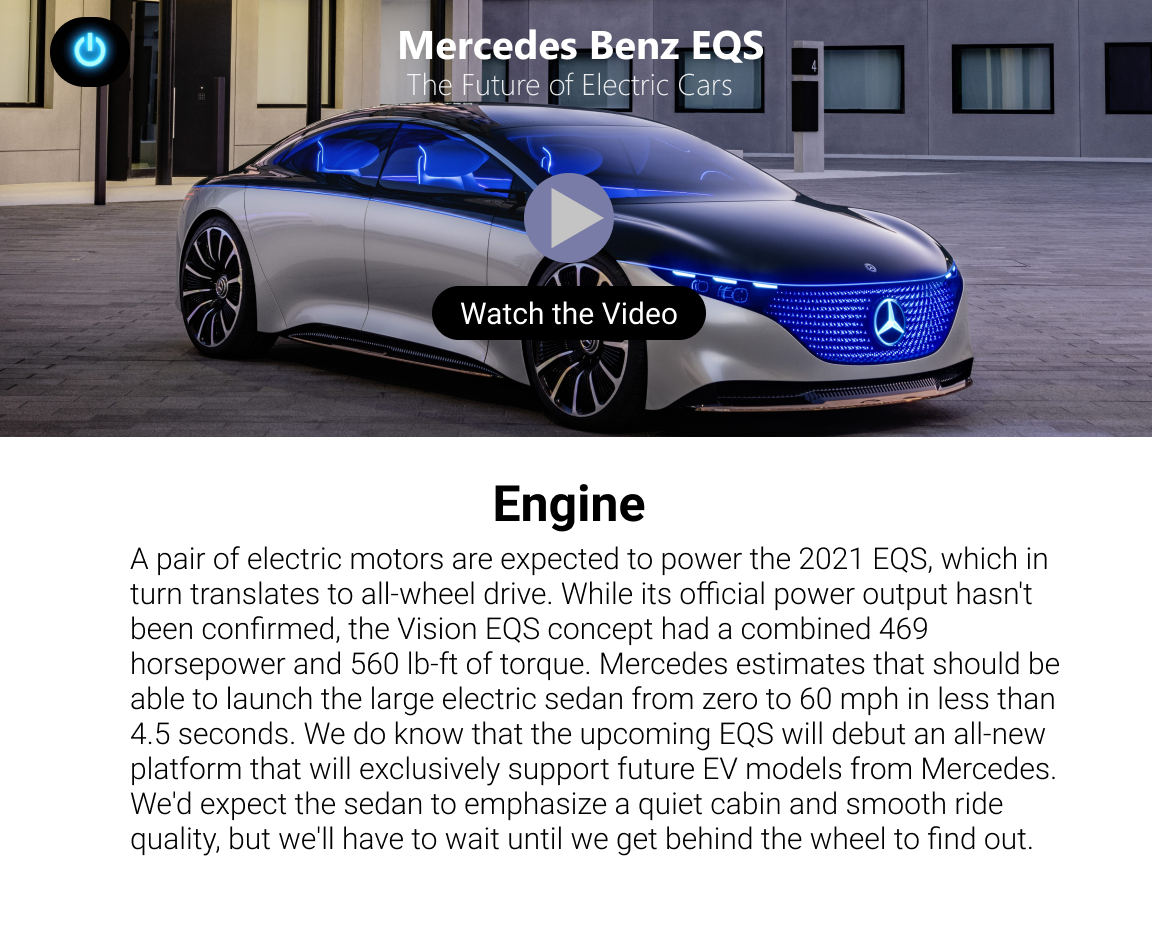 Mercedes Benz EQS
The Future of Electric Cars
4
Watch the Video
Engine
A pair of electric motors are expected to power the 2021 EQS, which in
turn translates to all-wheel drive. While its official power output hasn't
been confirmed, the Vision EQS concept had a combined 469
horsepower and 560 lb-ft of torque. Mercedes estimates that should be
able to launch the large electric sedan from zero to 60 mph in less than
4.5 seconds. We do know that the upcoming EQS will debut an all-new
platform that will exclusively support future EV models from Mercedes.
We'd expect the sedan to emphasize a quiet cabin and smooth ride
quality, but we'll have to wait until we get behind the wheel to find out.